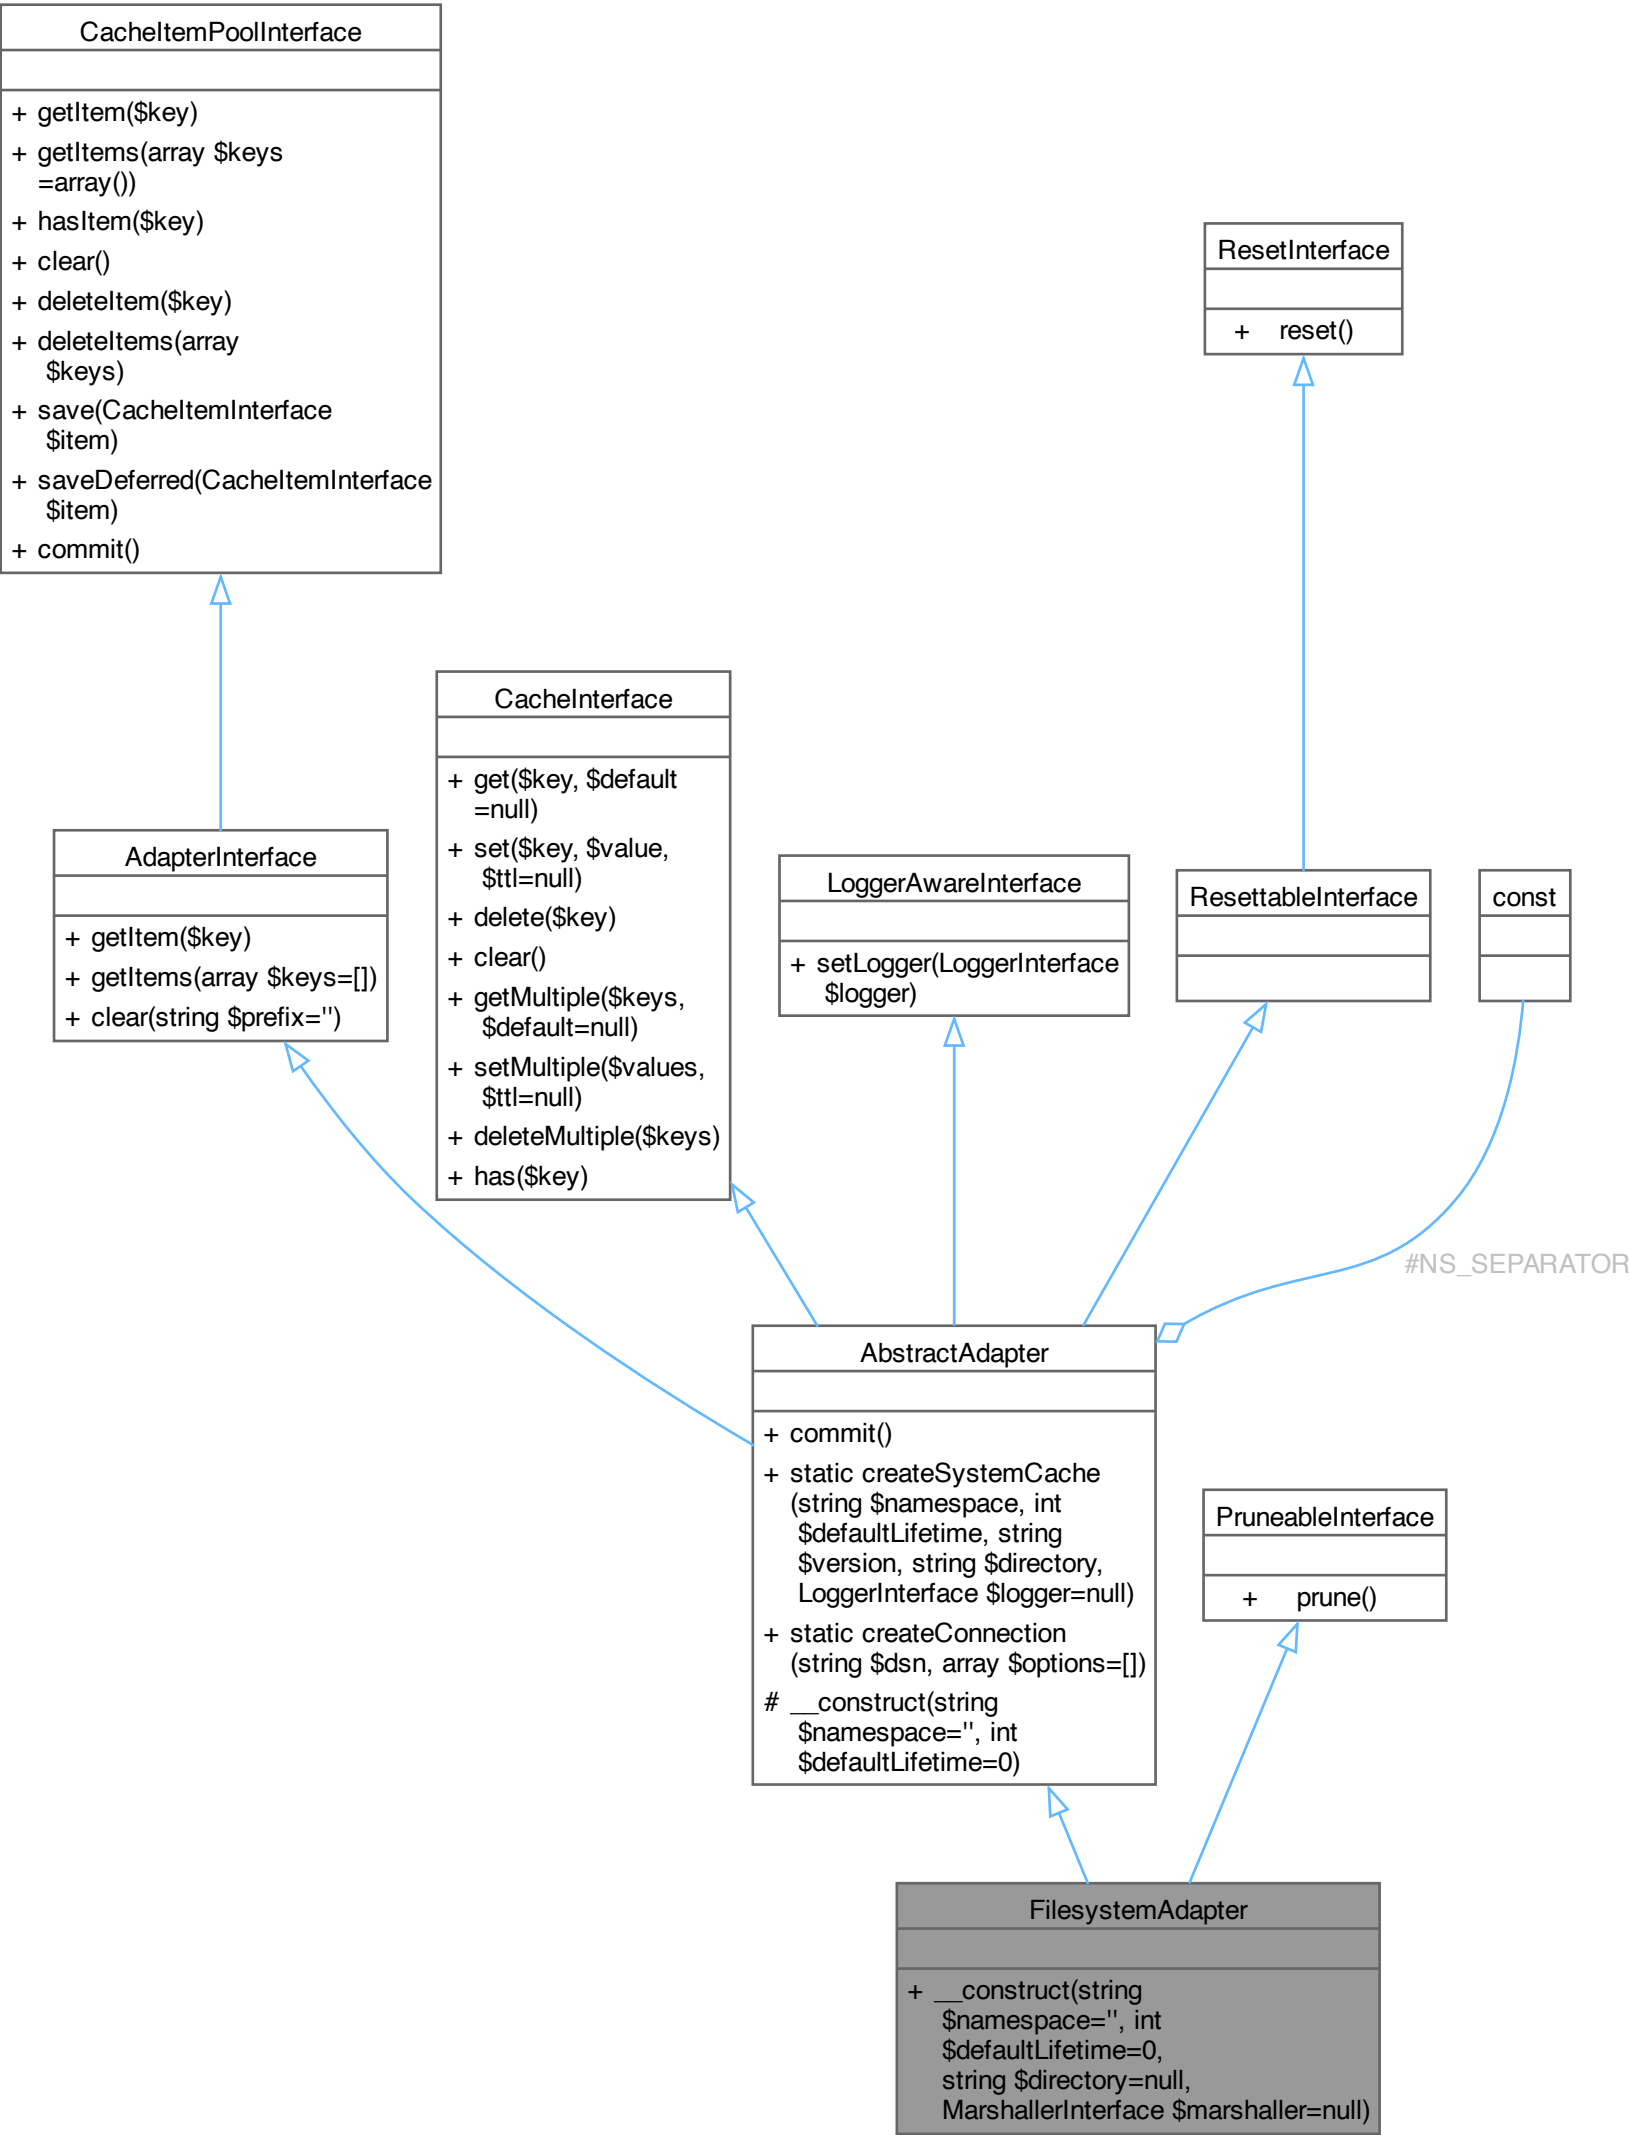 CacheItemPoolInterface
+ getItem($key)
+ getItems(array $keys
=array())
+ hasItem($key)
+ clear()
+ deleteItem($key)
+ deleteItems(array
$keys)
+ save(CacheItemInterface
$item)
+ saveDeferred(CacheItemInterface
$item)
+ commit()
ResetInterface
+ reset()
AdapterInterface
+ getItem($key)
+ getItems(array $keys=[])
+ clear(string $prefix='')
CacheInterface
+ get($key, $default
=null)
+ set($key, $value,
$ttl=null)
+ delete($key)
+ clear()
+ getMultiple($keys,
$default=null)
+ setMultiple($values,
$ttl=null)
+ deleteMultiple($keys)
+ has($key)
LoggerAwareInterface
+ setLogger(LoggerInterface
$logger)
ResettableInterface
const
#NS_SEPARATOR
AbstractAdapter
+ commit()
+ static createSystemCache
(string $namespace, int
$defaultLifetime, string
$version, string $directory,
LoggerInterface $logger=null)
+ static createConnection
(string $dsn, array $options=[])
# __construct(string
$namespace='', int
$defaultLifetime=0)
PruneableInterface
+ prune()
FilesystemAdapter
+ __construct(string
$namespace='', int
$defaultLifetime=0,
string $directory=null,
MarshallerInterface $marshaller=null)